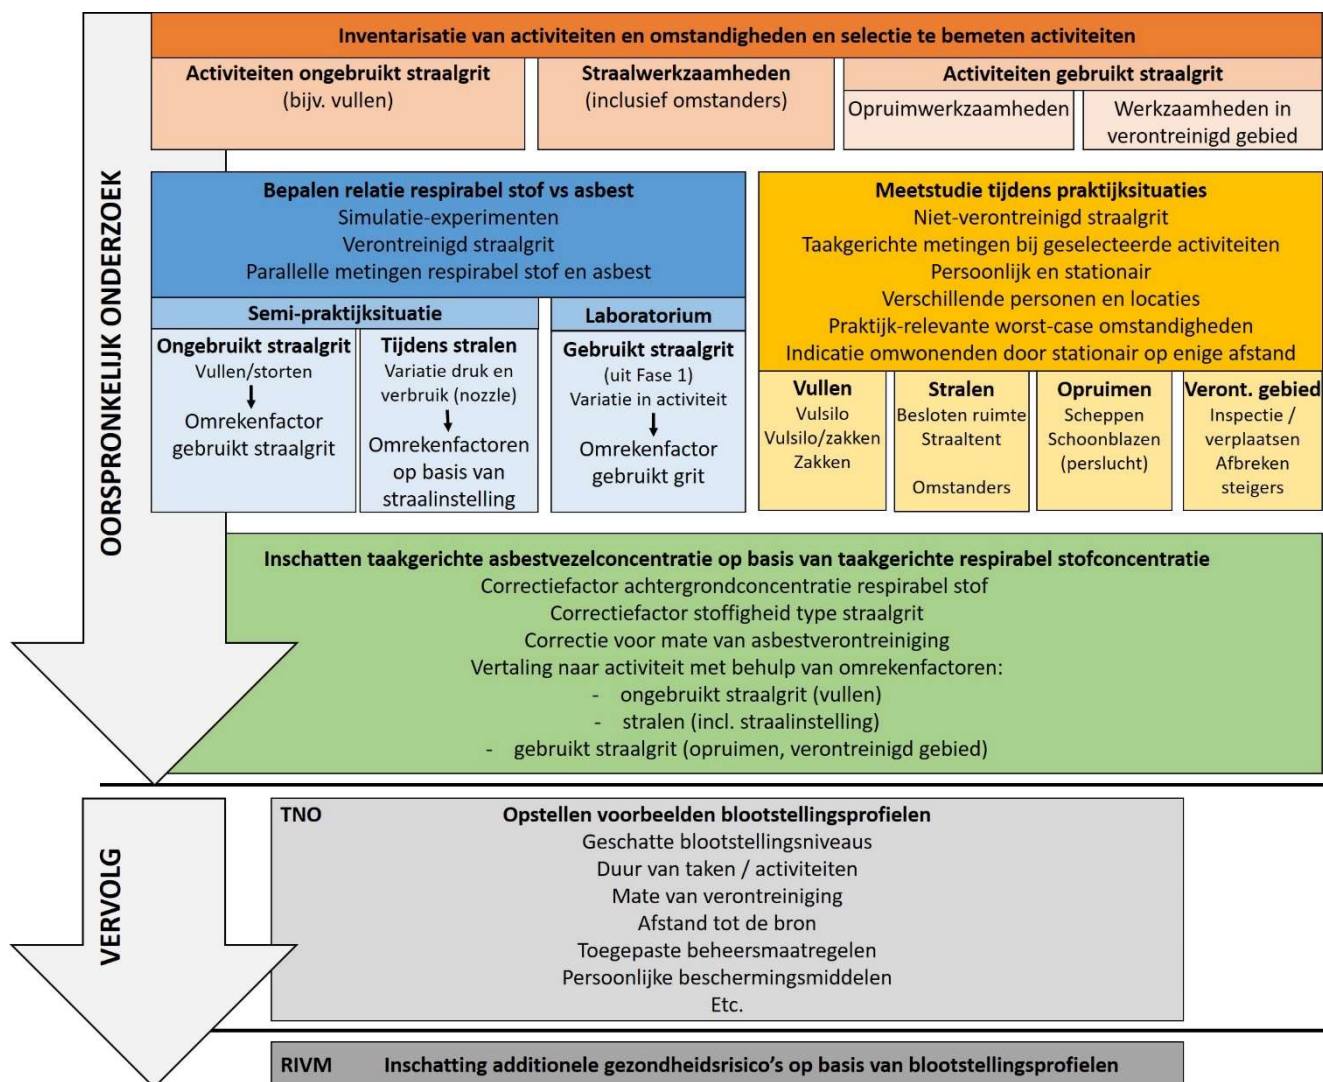 Inventarisatie van activiteiten en omstandigheden en selectie te bemeten activiteiten
Activiteiten ongebruikt straalgrit
(bijv. vullen)
Straalwerkzaamheden
(inclusief omstanders)
Activiteiten gebruikt straalgrit
Opruimwerkzaamheden
Werkzaamheden in
verontreinigd gebied
OORSPRONKELIJK ONDERZOEK
Bepalen relatie respirabel stof vs asbest
Simulatie-experimenten
Verontreinigd straalgrit
Parallelle metingen respirabel stof en asbest
Semi-praktijksituatie
Laboratorium
Ongebruikt straalgrit
Vullen/storten
Omrekenfactor
gebruikt straalgrit
Tijdens stralen
Variatie druk en
verbruik (nozzle)
Omrekenfactoren
op basis van
straalinstelling
Gebruikt straalgrit
(uit Fase 1)
Variatie in activiteit
Omrekenfactor
gebruikt grit
Meetstudie tijdens praktijksituaties
Niet-verontreinigd straalgrit
Taakgerichte metingen bij geselecteerde activiteiten
Persoonlijk en stationair
Verschillende personen en locaties
Praktijk-relevante worst-case omstandigheden
Indicatie omwonenden door stationair op enige afstand
Vullen
Vulsilo
Vulsilo/zakken
Zakken
Stralen
Besloten ruimte
Straaltent
Omstanders
Opruimen
Scheppen
Schoonblazen
(perslucht)
Veront. gebied
Inspectie /
verplaatsen
Afbreken
steigers
Inschatten taakgerichte asbestvezelconcentratie op basis van taakgerichte respirabel stofconcentratie
Correctiefactor achtergrondconcentratie respirabel stof
Correctiefactor stoffigheid type straalgrit
Correctie voor mate van asbestverontreiniging
Vertaling naar activiteit met behulp van omrekenfactoren:
- ongebruikt straalgrit (vullen)
- stralen (incl. straalinstelling)
- gebruikt straalgrit (opruimen, verontreinigd gebied)
VERVOLG
TNO Opstellen voorbeelden blootstellingsprofielen
Geschatte blootstellingsniveaus
Duur van taken / activiteiten
Mate van verontreiniging
Afstand tot de bron
Toegepaste beheersmaatregelen
Persoonlijke beschermingsmiddelen
Etc.
RIVM Inschatting additionele gezondheidsrisico's op basis van blootstellingsprofielen